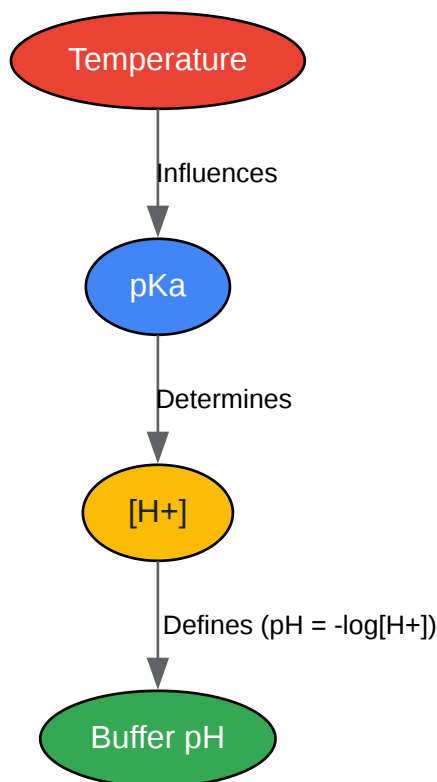 Temperature
Influences
pKa
Determines
[H+]
Defines (pH = -log[H+])
Buffer pH